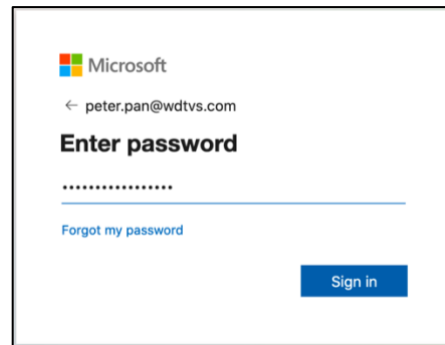 Microsoft
← peter.pan@wdtvs.com
Enter password
•••••••••••••••••
Forgot my password
Sign in